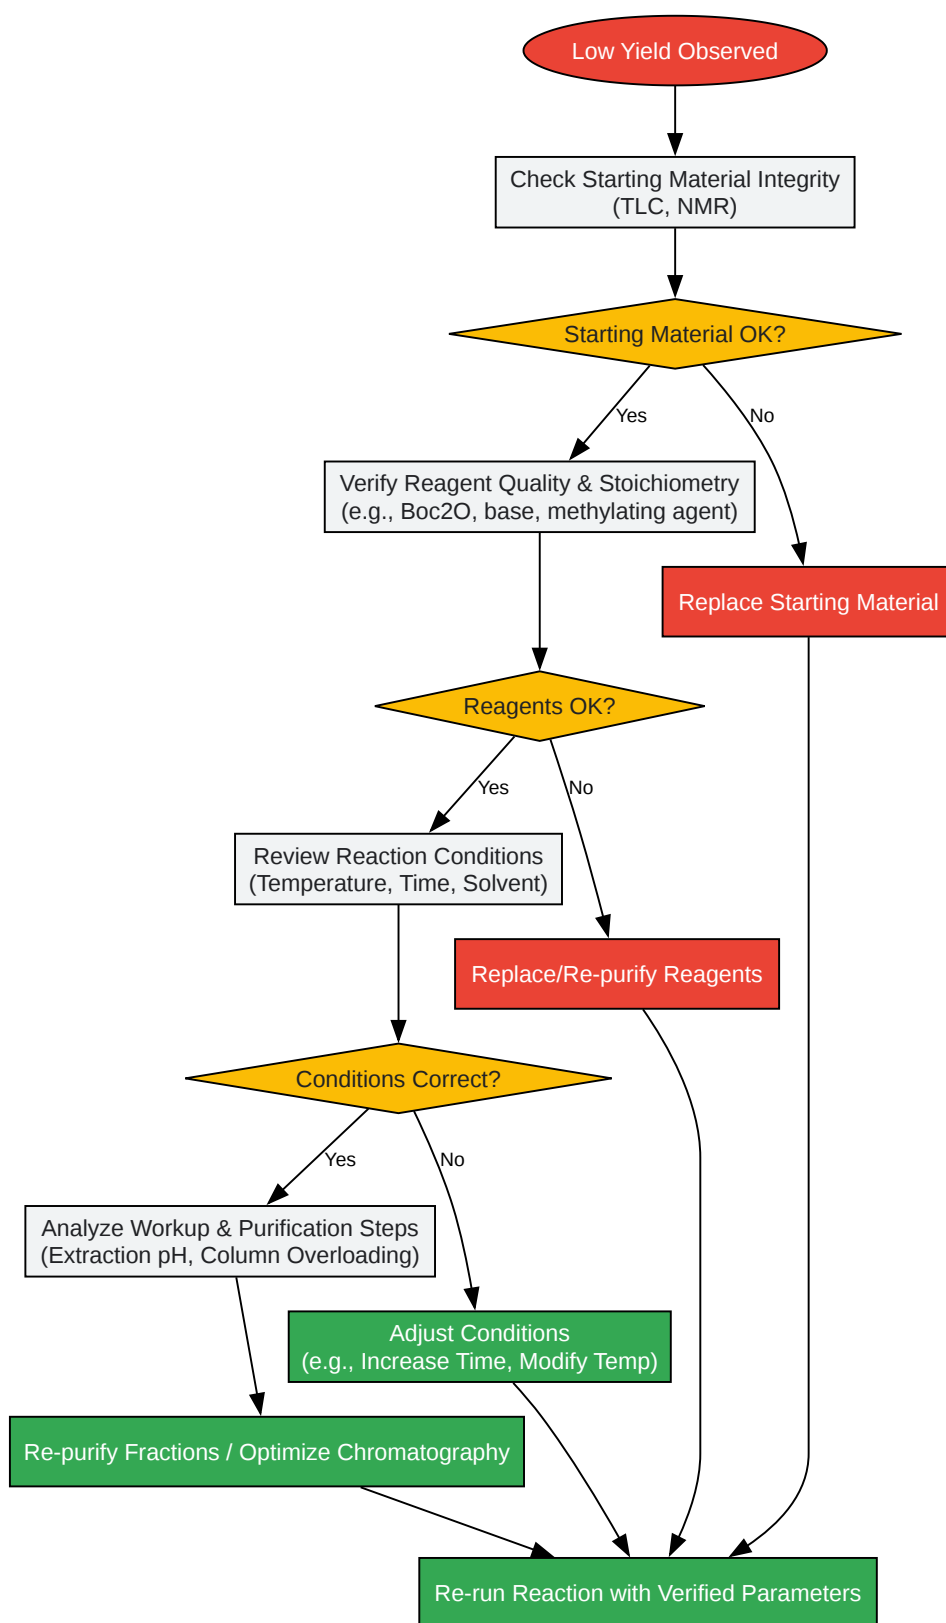 Low Yield Observed
Check Starting Material Integrity
(TLC, NMR)
Starting Material OK?
Yes
No
Verify Reagent Quality & Stoichiometry
(e.g., Boc2O, base, methylating agent)
Replace Starting Material
Reagents OK?
Yes
No
Review Reaction Conditions
(Temperature, Time, Solvent)
Replace/Re-purify Reagents
Conditions Correct?
Yes
No
Analyze Workup & Purification Steps
(Extraction pH, Column Overloading)
Adjust Conditions
(e.g., Increase Time, Modify Temp)
Re-purify Fractions / Optimize Chromatography
Re-run Reaction with Verified Parameters